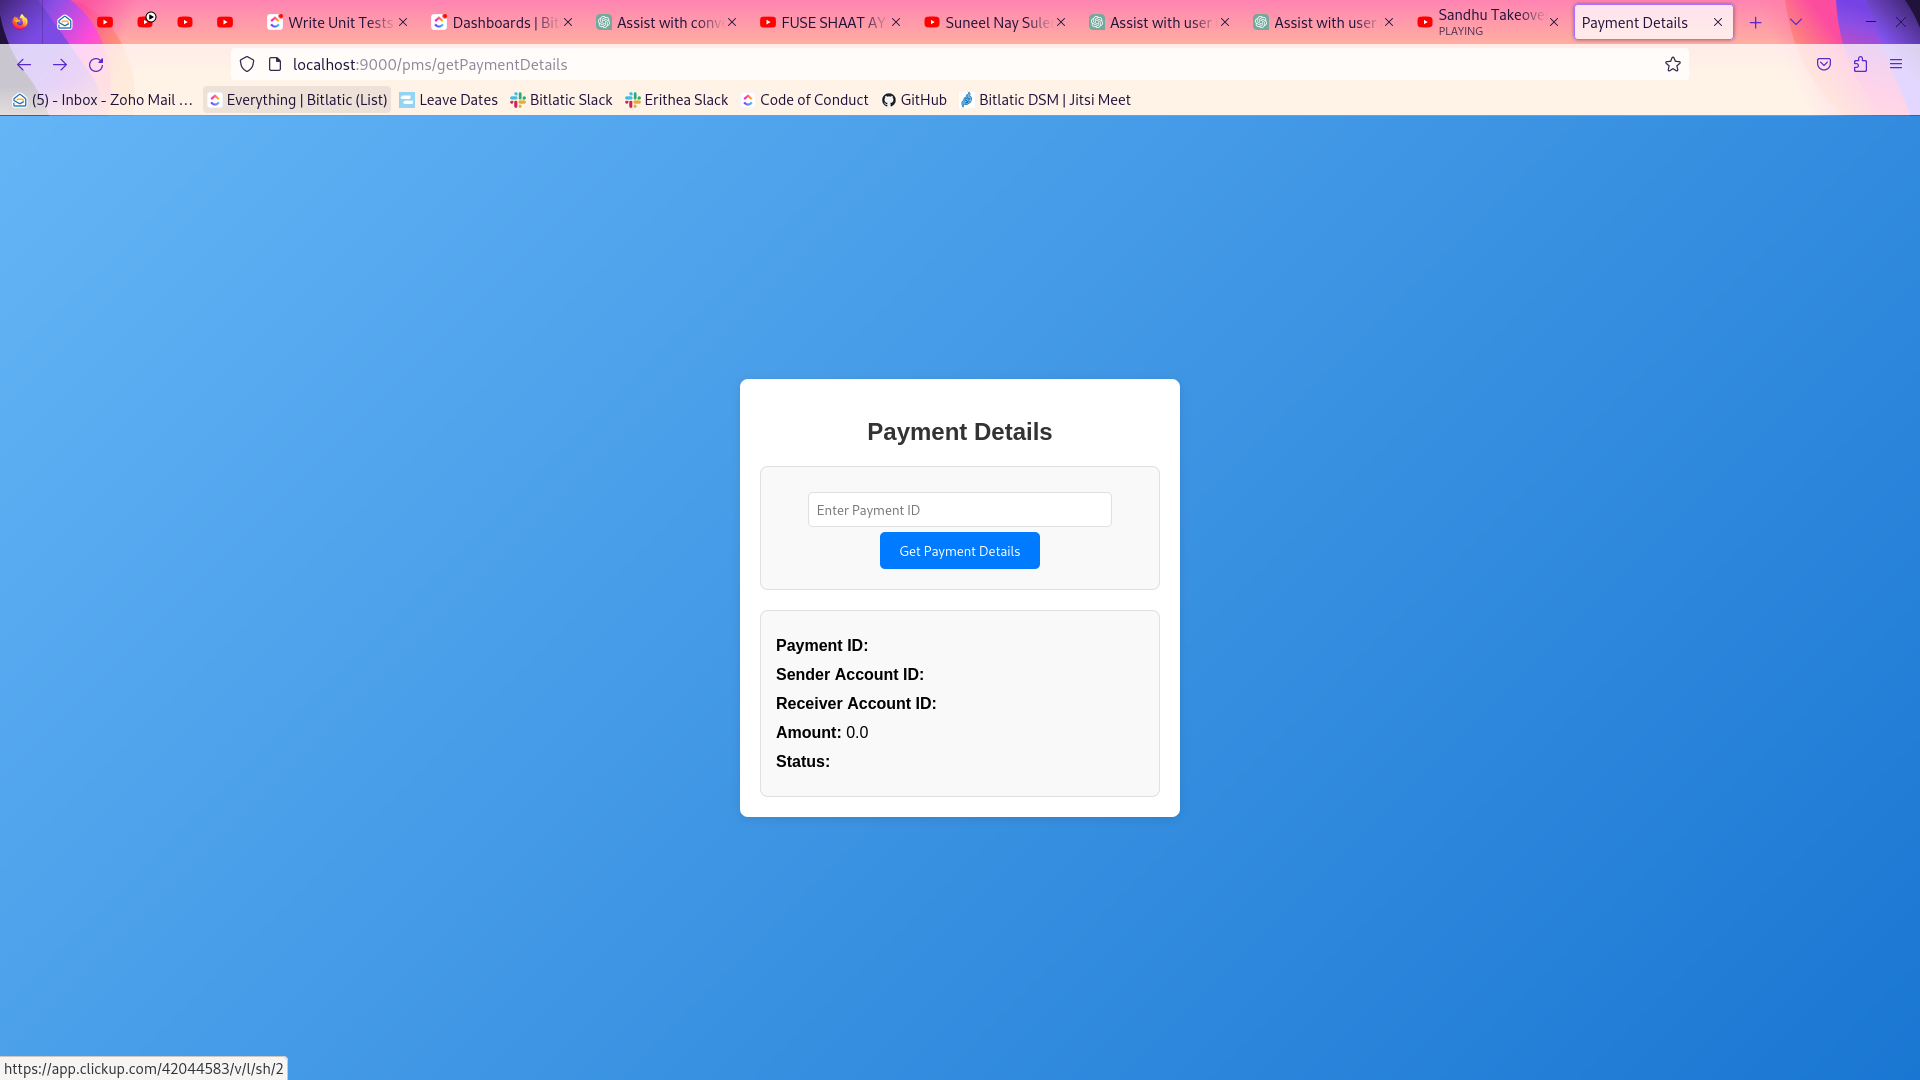 Write Unit Tests
Dashboards | Bit
Assist with conv
FUSE SHAAT AY
Suneel Nay Sule
Assist with user
Assist with user
Sandhu Takeove
PLAYING
Payment Details
localhost:9000/pms/getPaymentDetails
(5) - Inbox - Zoho Mail ...
Everything | Bitlatic (List)
Leave Dates
Bitlatic Slack
Erithea Slack
Code of Conduct
GitHub
Bitlatic DSM | Jitsi Meet
Payment Details
Enter Payment ID
Get Payment Details
Payment ID:
Sender Account ID:
Receiver Account ID:
Amount: 0.0
Status:
https://app.clickup.com/42044583/v/l/sh/2